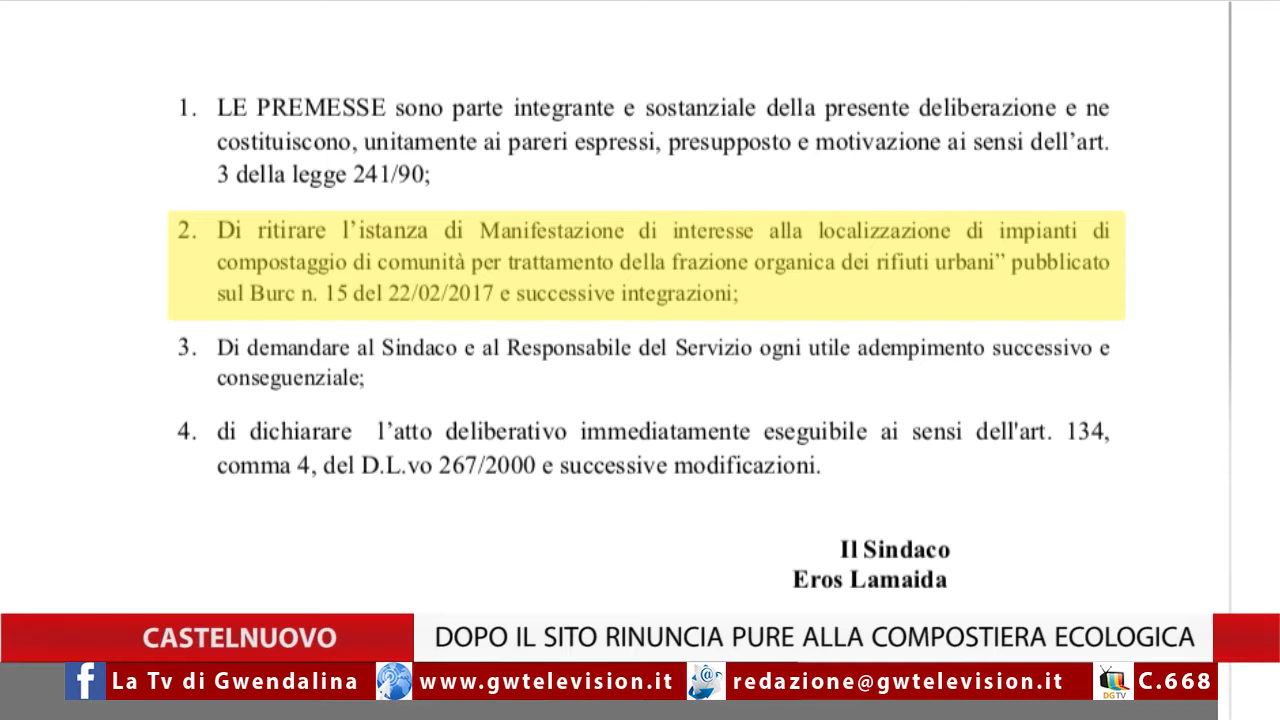 1. LE PREMESSE sono parte integrante e sostanziale della presente deliberazione e ne
costituiscono, unitamente ai pareri espressi, presupposto e motivazione ai sensi dell’art.
3 della legge 241/90;
2. Di ritirare l’istanza di Manifestazione di interesse alla localizzazione di impianti di
compostaggio di comunità per trattamento della frazione organica dei rifiuti urbani” pubblicato
sul Burc n. 15 del 22/02/2017 e successive integrazioni;
3. Di demandare al Sindaco e al Responsabile del Servizio ogni utile adempimento successivo e
conseguenziale;
4. di dichiarare l’atto deliberativo immediatamente eseguibile ai sensi dell'art. 134,
comma 4, del D.L.vo 267/2000 e successive modificazioni.
Il Sindaco
Eros Lamaida
CASTELNUOVO DOPO IL SITO RINUNCIA PURE ALLA COMPOSTIERA ECOLOGICA
f La Tv di Gwendalina www.gwtelevision.it @ redazione@gwtelevision.it DGTV C.668